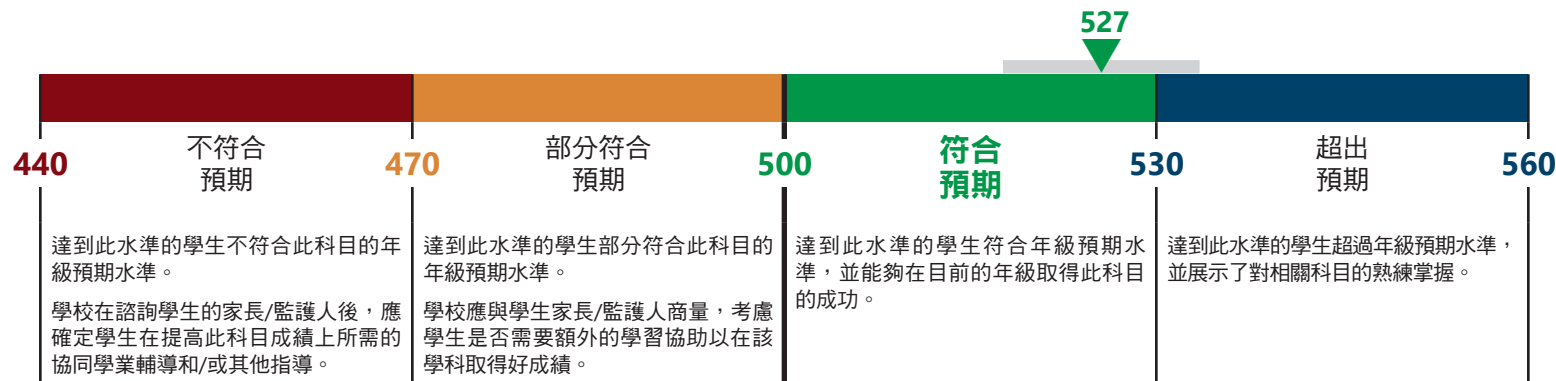 527
不符合
預期
部分符合
預期
符合
預期
超出
預期
440
470
500
530
560
達到此水準的學生不符合此科目的年
級預期水準。
學校在諮詢學生的家長/監護人後，應
確定學生在提高此科目成績上所需的
協同學業輔導和/或其他指導。
達到此水準的學生部分符合此科目的
年級預期水準。
學校應與學生家長/監護人商量，考慮
學生是否需要額外的學習協助以在該
學科取得好成績。
達到此水準的學生符合年級預期水
準，並能夠在目前的年級取得此科目
的成功。
達到此水準的學生超過年級預期水準，
並展示了對相關科目的熟練掌握。